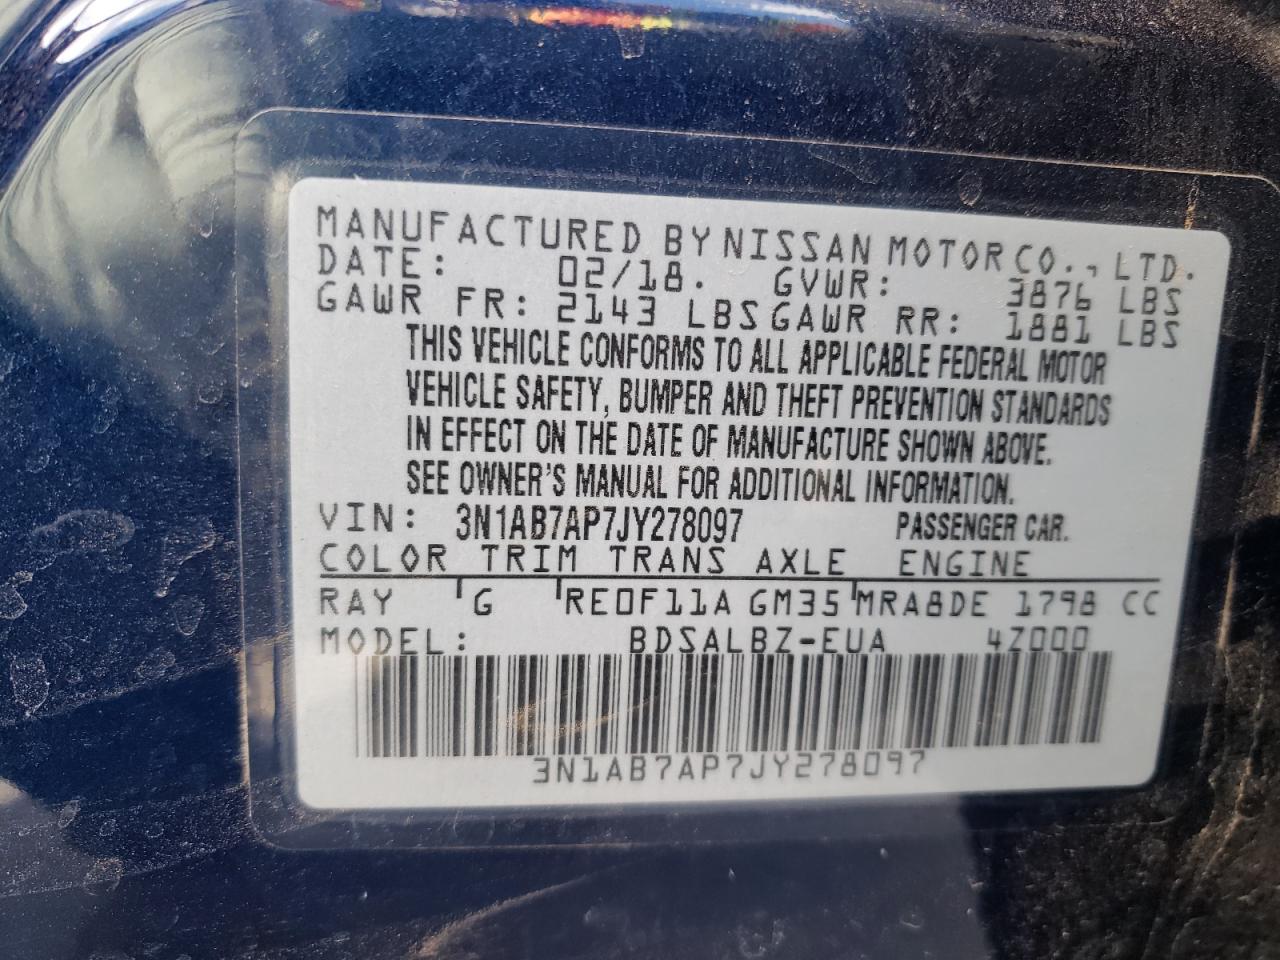 MANUFACTURED BY NISSAN MOTOR CO., LTD.
DATE: 02/18. GVWR: 3876 LBS
GAWR FR: 2143 LBS GAWR RR: 1881 LBS
THIS VEHICLE CONFORMS TO ALL APPLICABLE FEDERAL MOTOR
VEHICLE SAFETY, BUMPER AND THEFT PREVENTION STANDARDS
IN EFFECT ON THE DATE OF MANUFACTURE SHOWN ABOVE.
SEE OWNER'S MANUAL FOR ADDITIONAL INFORMATION.
VIN: 3N1AB7AP7JY278097 PASSENGER CAR.
COLOR TRIM TRANS AXLE ENGINE
RAY G RE0F11A GM35 MRA8DE 1798 CC
MODEL: BDSALBZ-EUA 4Z000
3N1AB7AP7JY278097